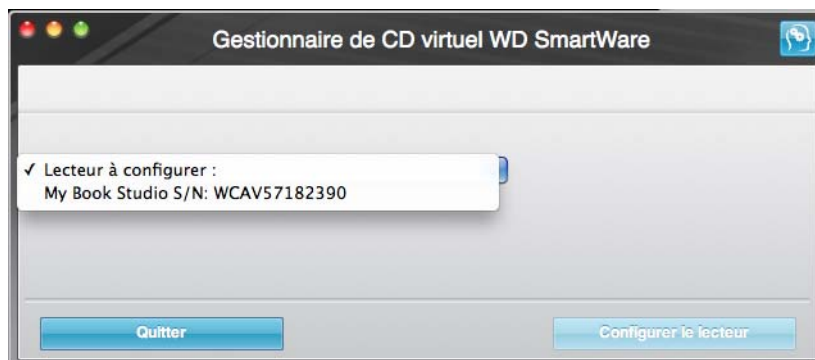 Gestionnaire de CD virtuel WD SmartWare
✓ Lecteur à configurer :
My Book Studio S/N: WCAV57182390
Quitter
Configurer le lecteur